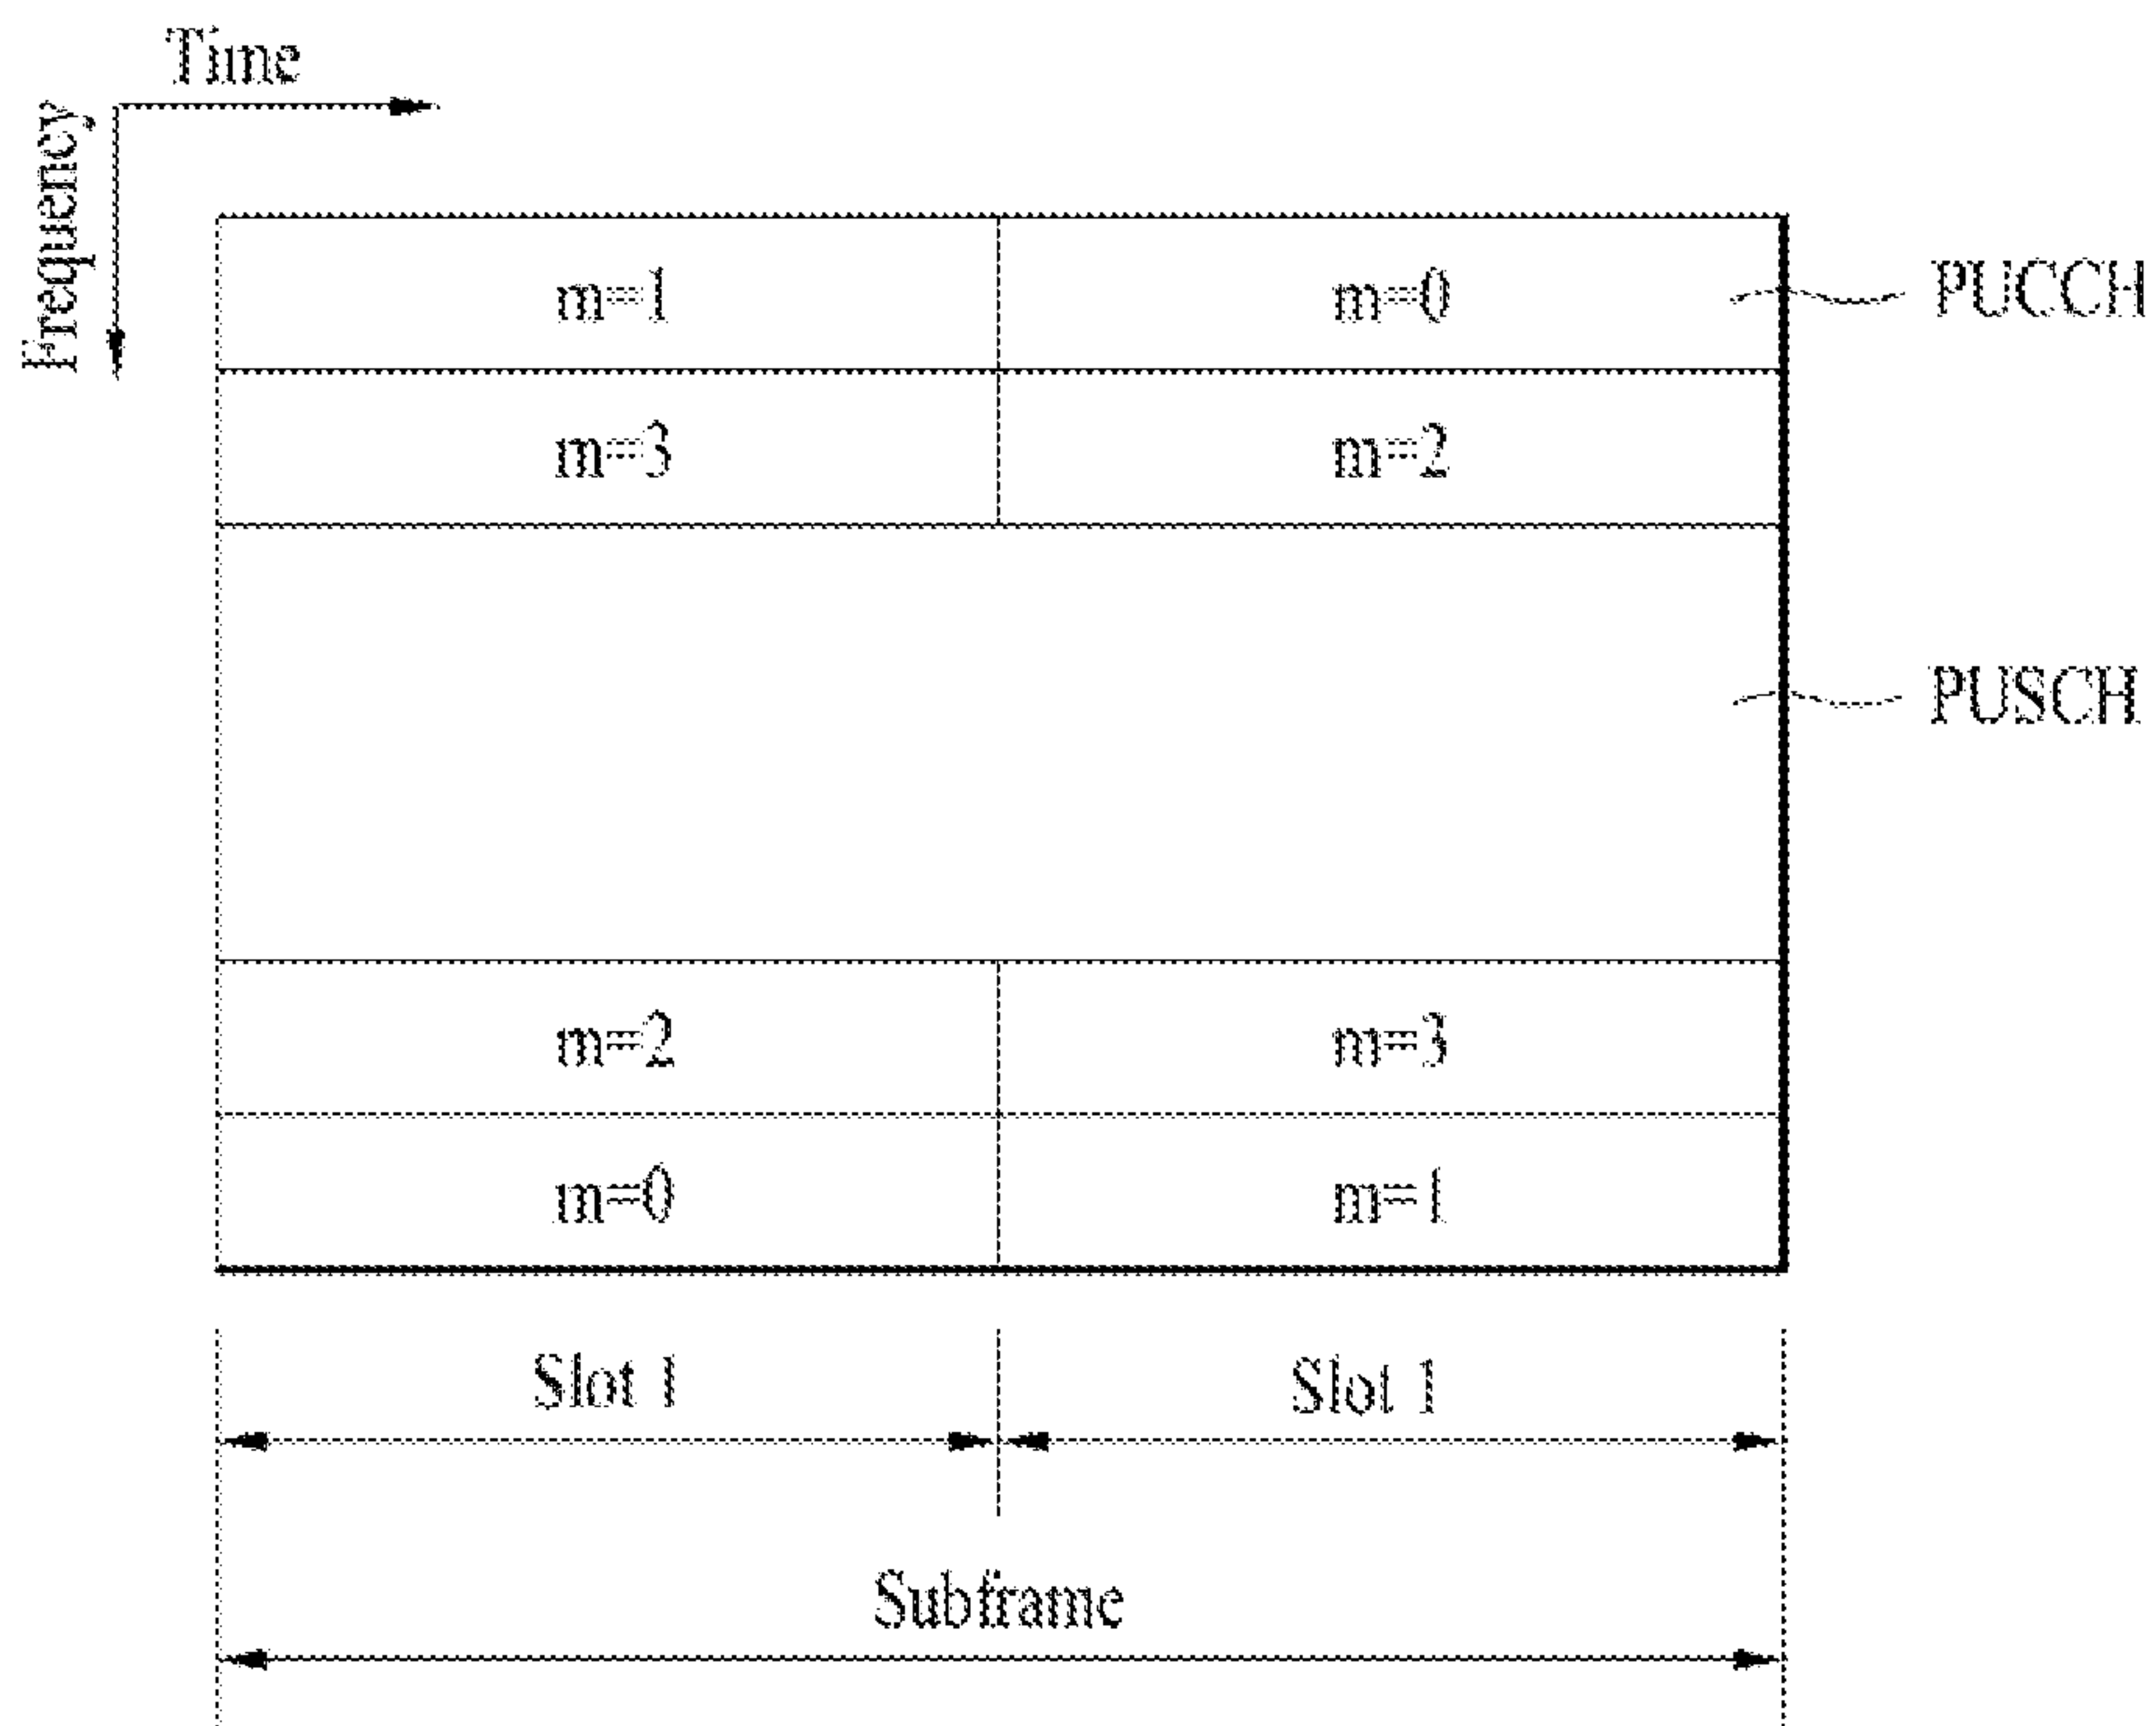 Time
Frequency
m=1 m=0 PUCCH
m=3 m=2
PUSCH
m=2 m=3
m=0 m=1
Slot 1 Slot 1
Subframe